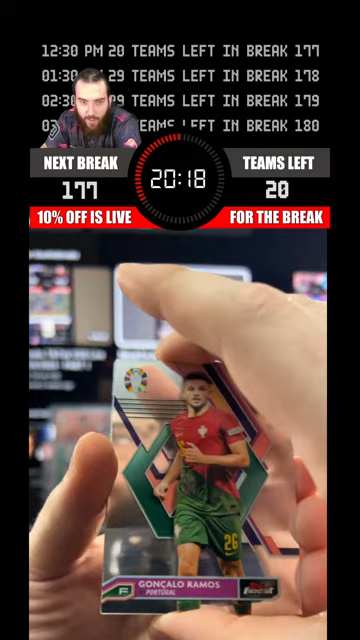 12:30 PM 20 TEAMS LEFT IN BREAK 177
01:30 29 TEAMS LEFT IN BREAK 178
02:30 09 TEAMS LEFT IN BREAK 179
TEAMS LEFT IN BREAK 180
NEXT BREAK
177
20:18
TEAMS LEFT
20
10% OFF IS LIVE
FOR THE BREAK
26
GONÇALO RAMOS
PORTUGAL
F
finest